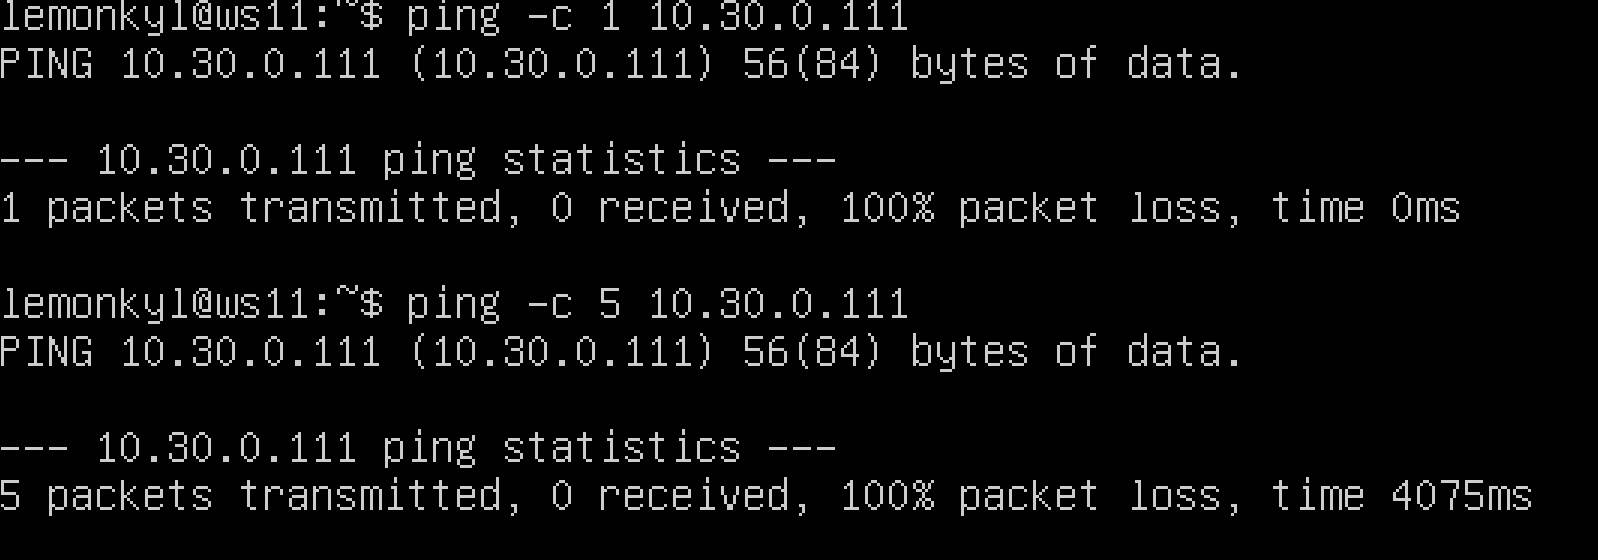 lemonkyl@ws11:~$ ping -c 1 10.30.0.111
PING 10.30.0.111 (10.30.0.111) 56(84) bytes of data.
--- 10.30.0.111 ping statistics ---
1 packets transmitted, 0 received, 100% packet loss, time 0ms
lemonkyl@ws11:~$ ping -c 5 10.30.0.111
PING 10.30.0.111 (10.30.0.111) 56(84) bytes of data.
--- 10.30.0.111 ping statistics ---
5 packets transmitted, 0 received, 100% packet loss, time 4075ms